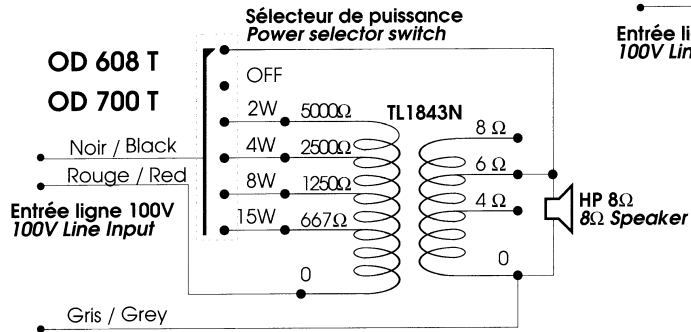 Sélecteur de puissance
Power selector switch
Entrée li
100V Lin
OD 608 T
OD 700 T
OFF
2W 5000Ω
TL1843N
8 Ω
Noir / Black
4W 2500Ω
6 Ω
Rouge / Red
8W 1250Ω
4 Ω
HP 8Ω
8Ω Speaker
Entrée ligne 100V
100V Line Input
15W 667Ω
0
0
Gris / Grey